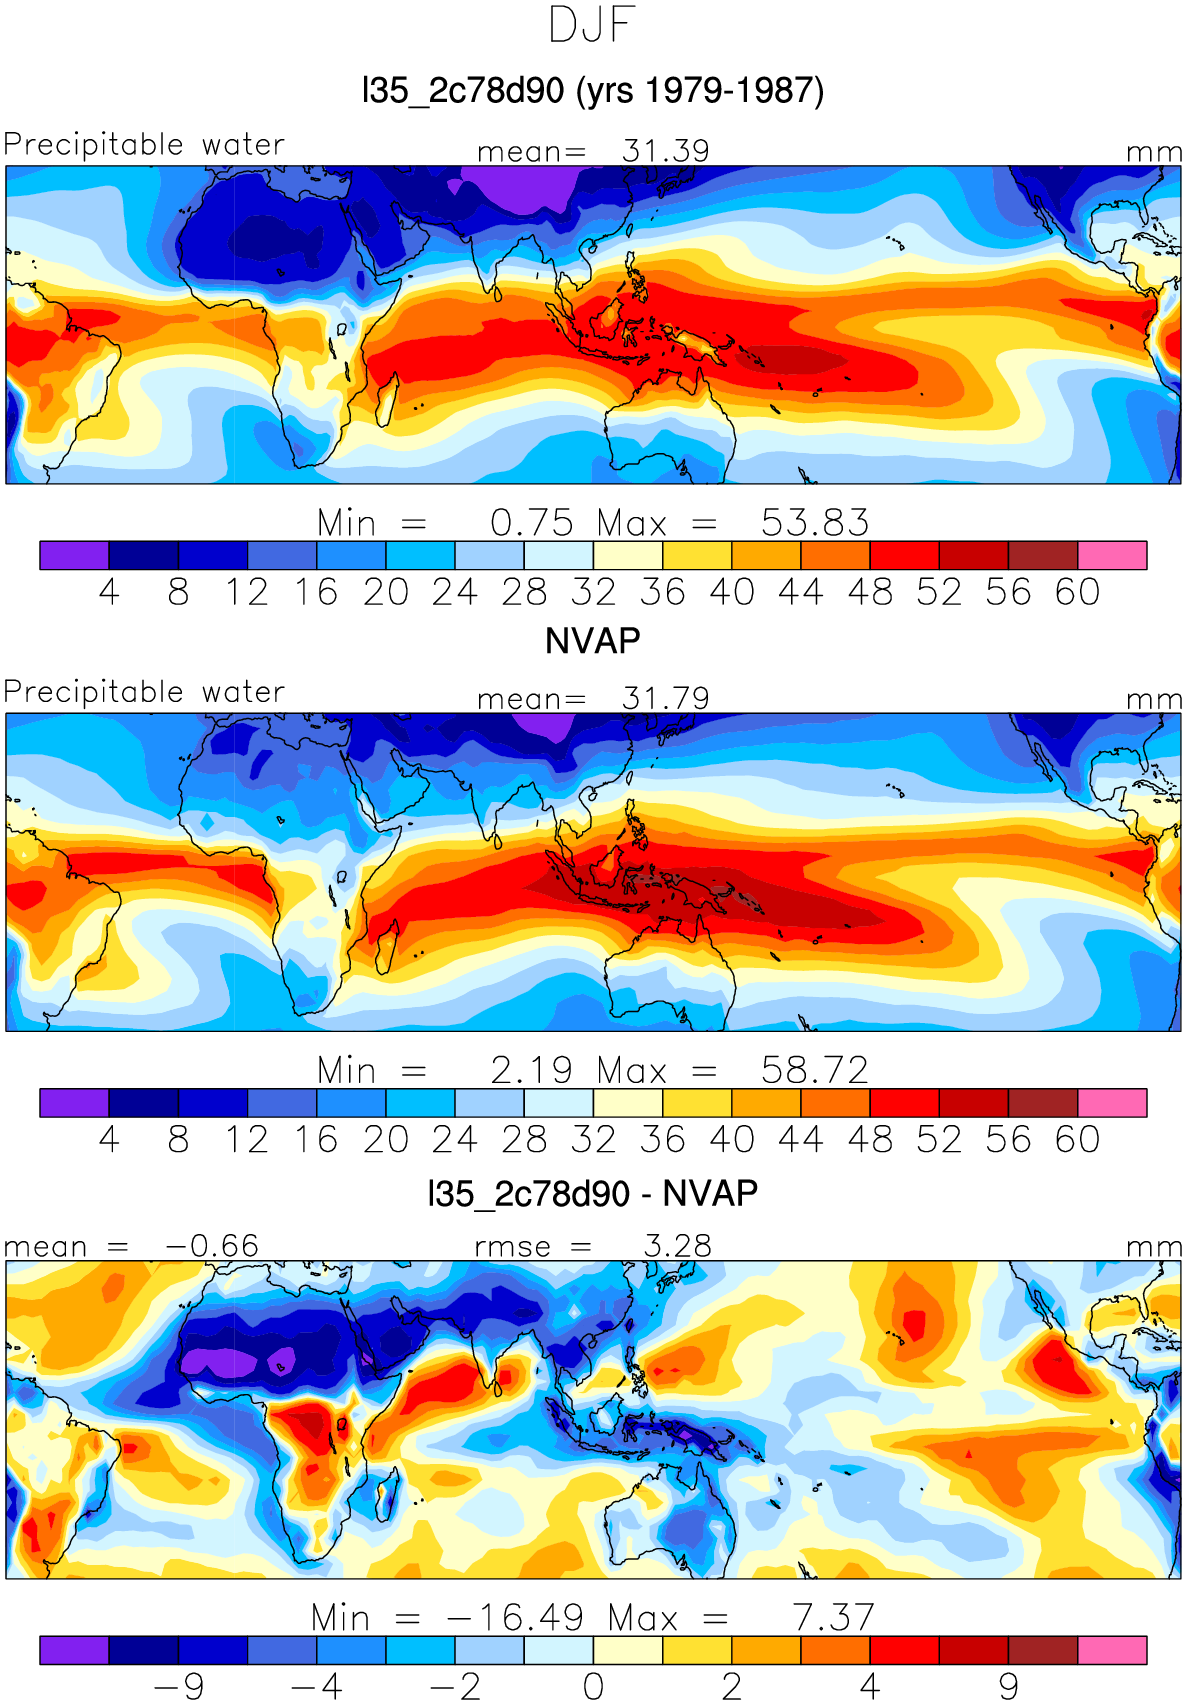 DJF
l35_2c78d90 (yrs 1979-1987)
Precipitable water mean= 31.39 mm
Min = 0.75 Max = 53.83
4 8 12 16 20 24 28 32 36 40 44 48 52 56 60
NVAP
Precipitable water mean= 31.79 mm
Min = 2.19 Max = 58.72
4 8 12 16 20 24 28 32 36 40 44 48 52 56 60
l35_2c78d90 - NVAP
mean = -0.66 rmse = 3.28 mm
Min = -16.49 Max = 7.37
-9 -4 -2 0 2 4 9